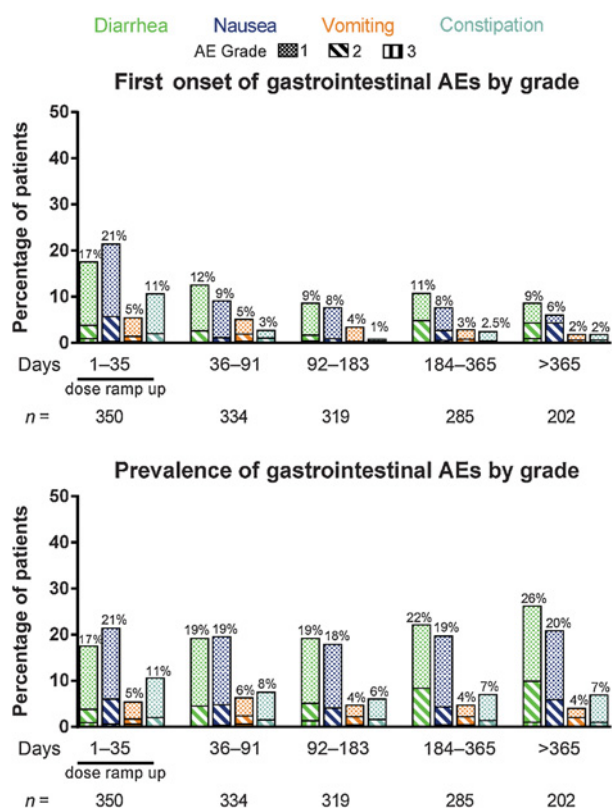 Diarrhea Nausea Vomiting Constipation
AE Grade 1 2 3
First onset of gastrointestinal AEs by grade
Percentage of patients
50
40
30
20
10
0
17% 21% 5% 11% 12% 9% 5% 3% 9% 8% 4% 1% 11% 8% 3% 2.5% 9% 6% 2% 2%
Days 1–35 36–91 92–183 184–365 >365
dose ramp up
n = 350 334 319 285 202
Prevalence of gastrointestinal AEs by grade
Percentage of patients
50
40
30
20
10
0
17% 21% 5% 11% 19% 19% 6% 8% 19% 18% 4% 6% 22% 19% 4% 7% 26% 20% 4% 7%
Days 1–35 36–91 92–183 184–365 >365
dose ramp up
n = 350 334 319 285 202